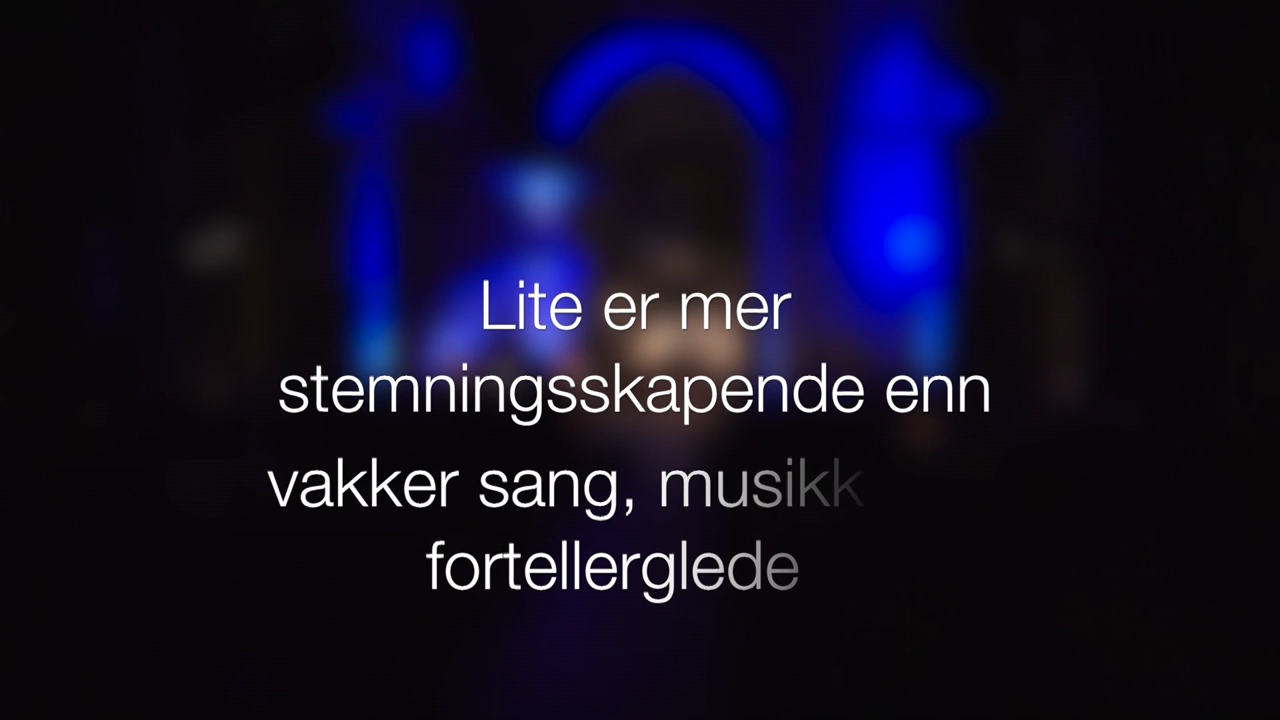 Lite er mer
stemningsskapende enn
vakker sang, musikk
fortellerglede